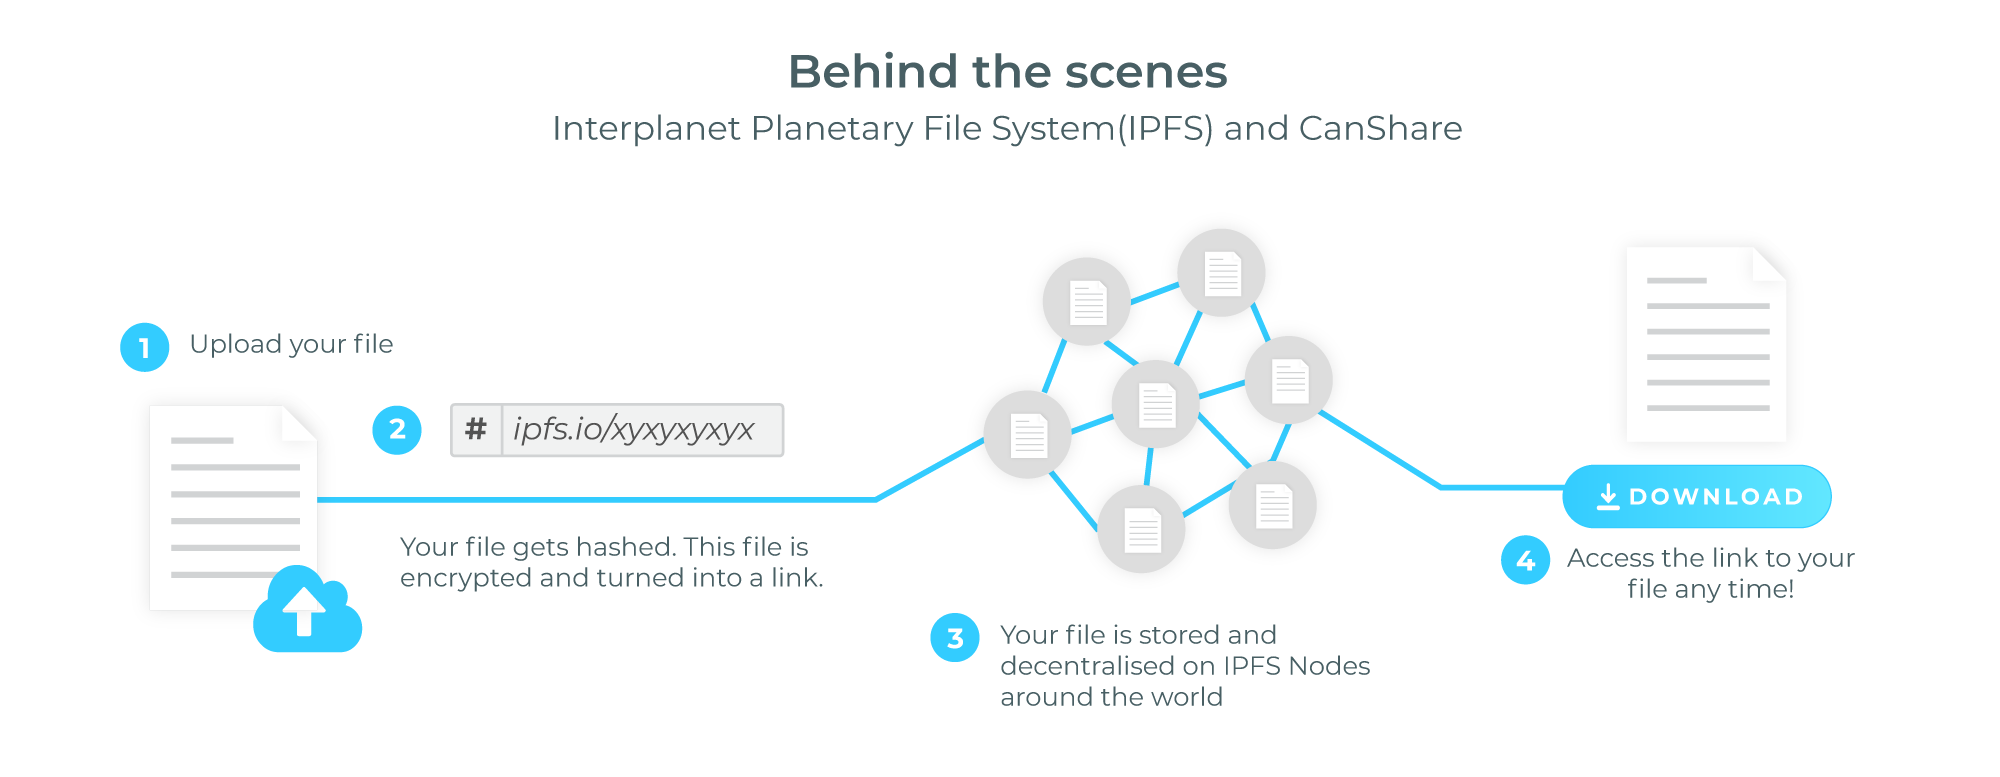 Behind the scenes
Interplanet Planetary File System(IPFS) and CanShare
1
Upload your file
2
# ipfs.io/xyxyxyxyx
Your file gets hashed. This file is
encrypted and turned into a link.
3
Your file is stored and
decentralised on IPFS Nodes
around the world
DOWNLOAD
4
Access the link to your
file any time!